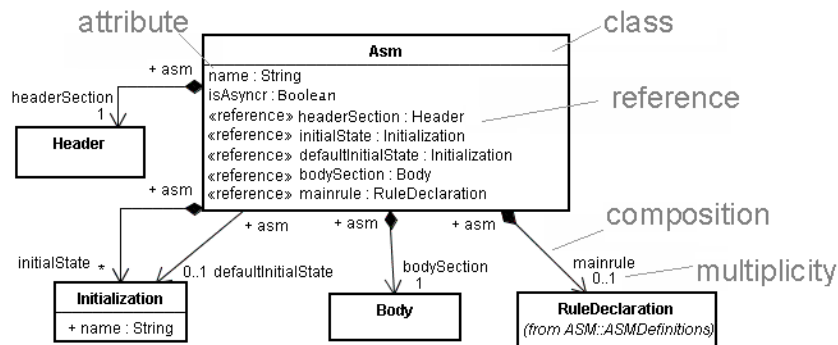 attribute
class
Asm
+ asm
name : String
isAsyncr : Boolean
headerSection
1
«reference» headerSection : Header
reference
«reference» initialState : Initialization
Header
«reference» defaultInitialState : Initialization
«reference» bodySection : Body
+ asm
«reference» mainrule : RuleDeclaration
+ asm
+ asm
+ asm
composition
initialState
*
0..1 defaultInitialState
bodySection
1
mainrule
0..1
multiplicity
Initialization
+ name : String
Body
RuleDeclaration
(from ASM::ASMDefinitions)